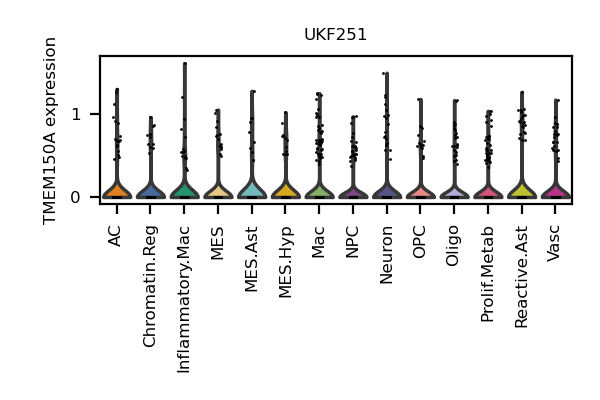 UKF251
TMEM150A expression
1
0
AC
Chromatin.Reg
Inflammatory.Mac
MES
MES.Ast
MES.Hyp
Mac
NPC
Neuron
OPC
Oligo
Prolif.Metab
Reactive.Ast
Vasc